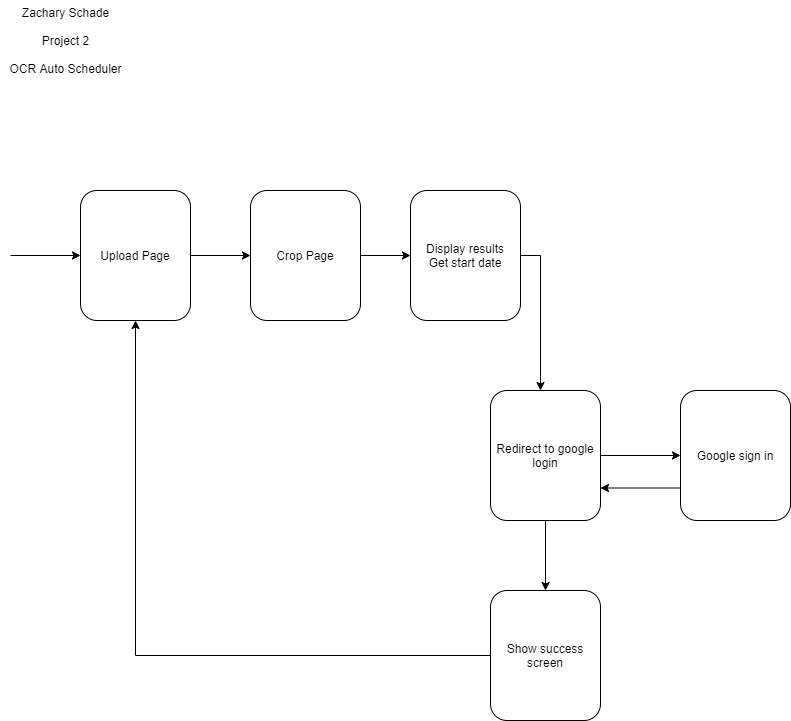 Zachary Schade
Project 2
OCR Auto Scheduler
Upload Page
Crop Page
Display results
Get start date
Redirect to google
login
Google sign in
Show success
screen